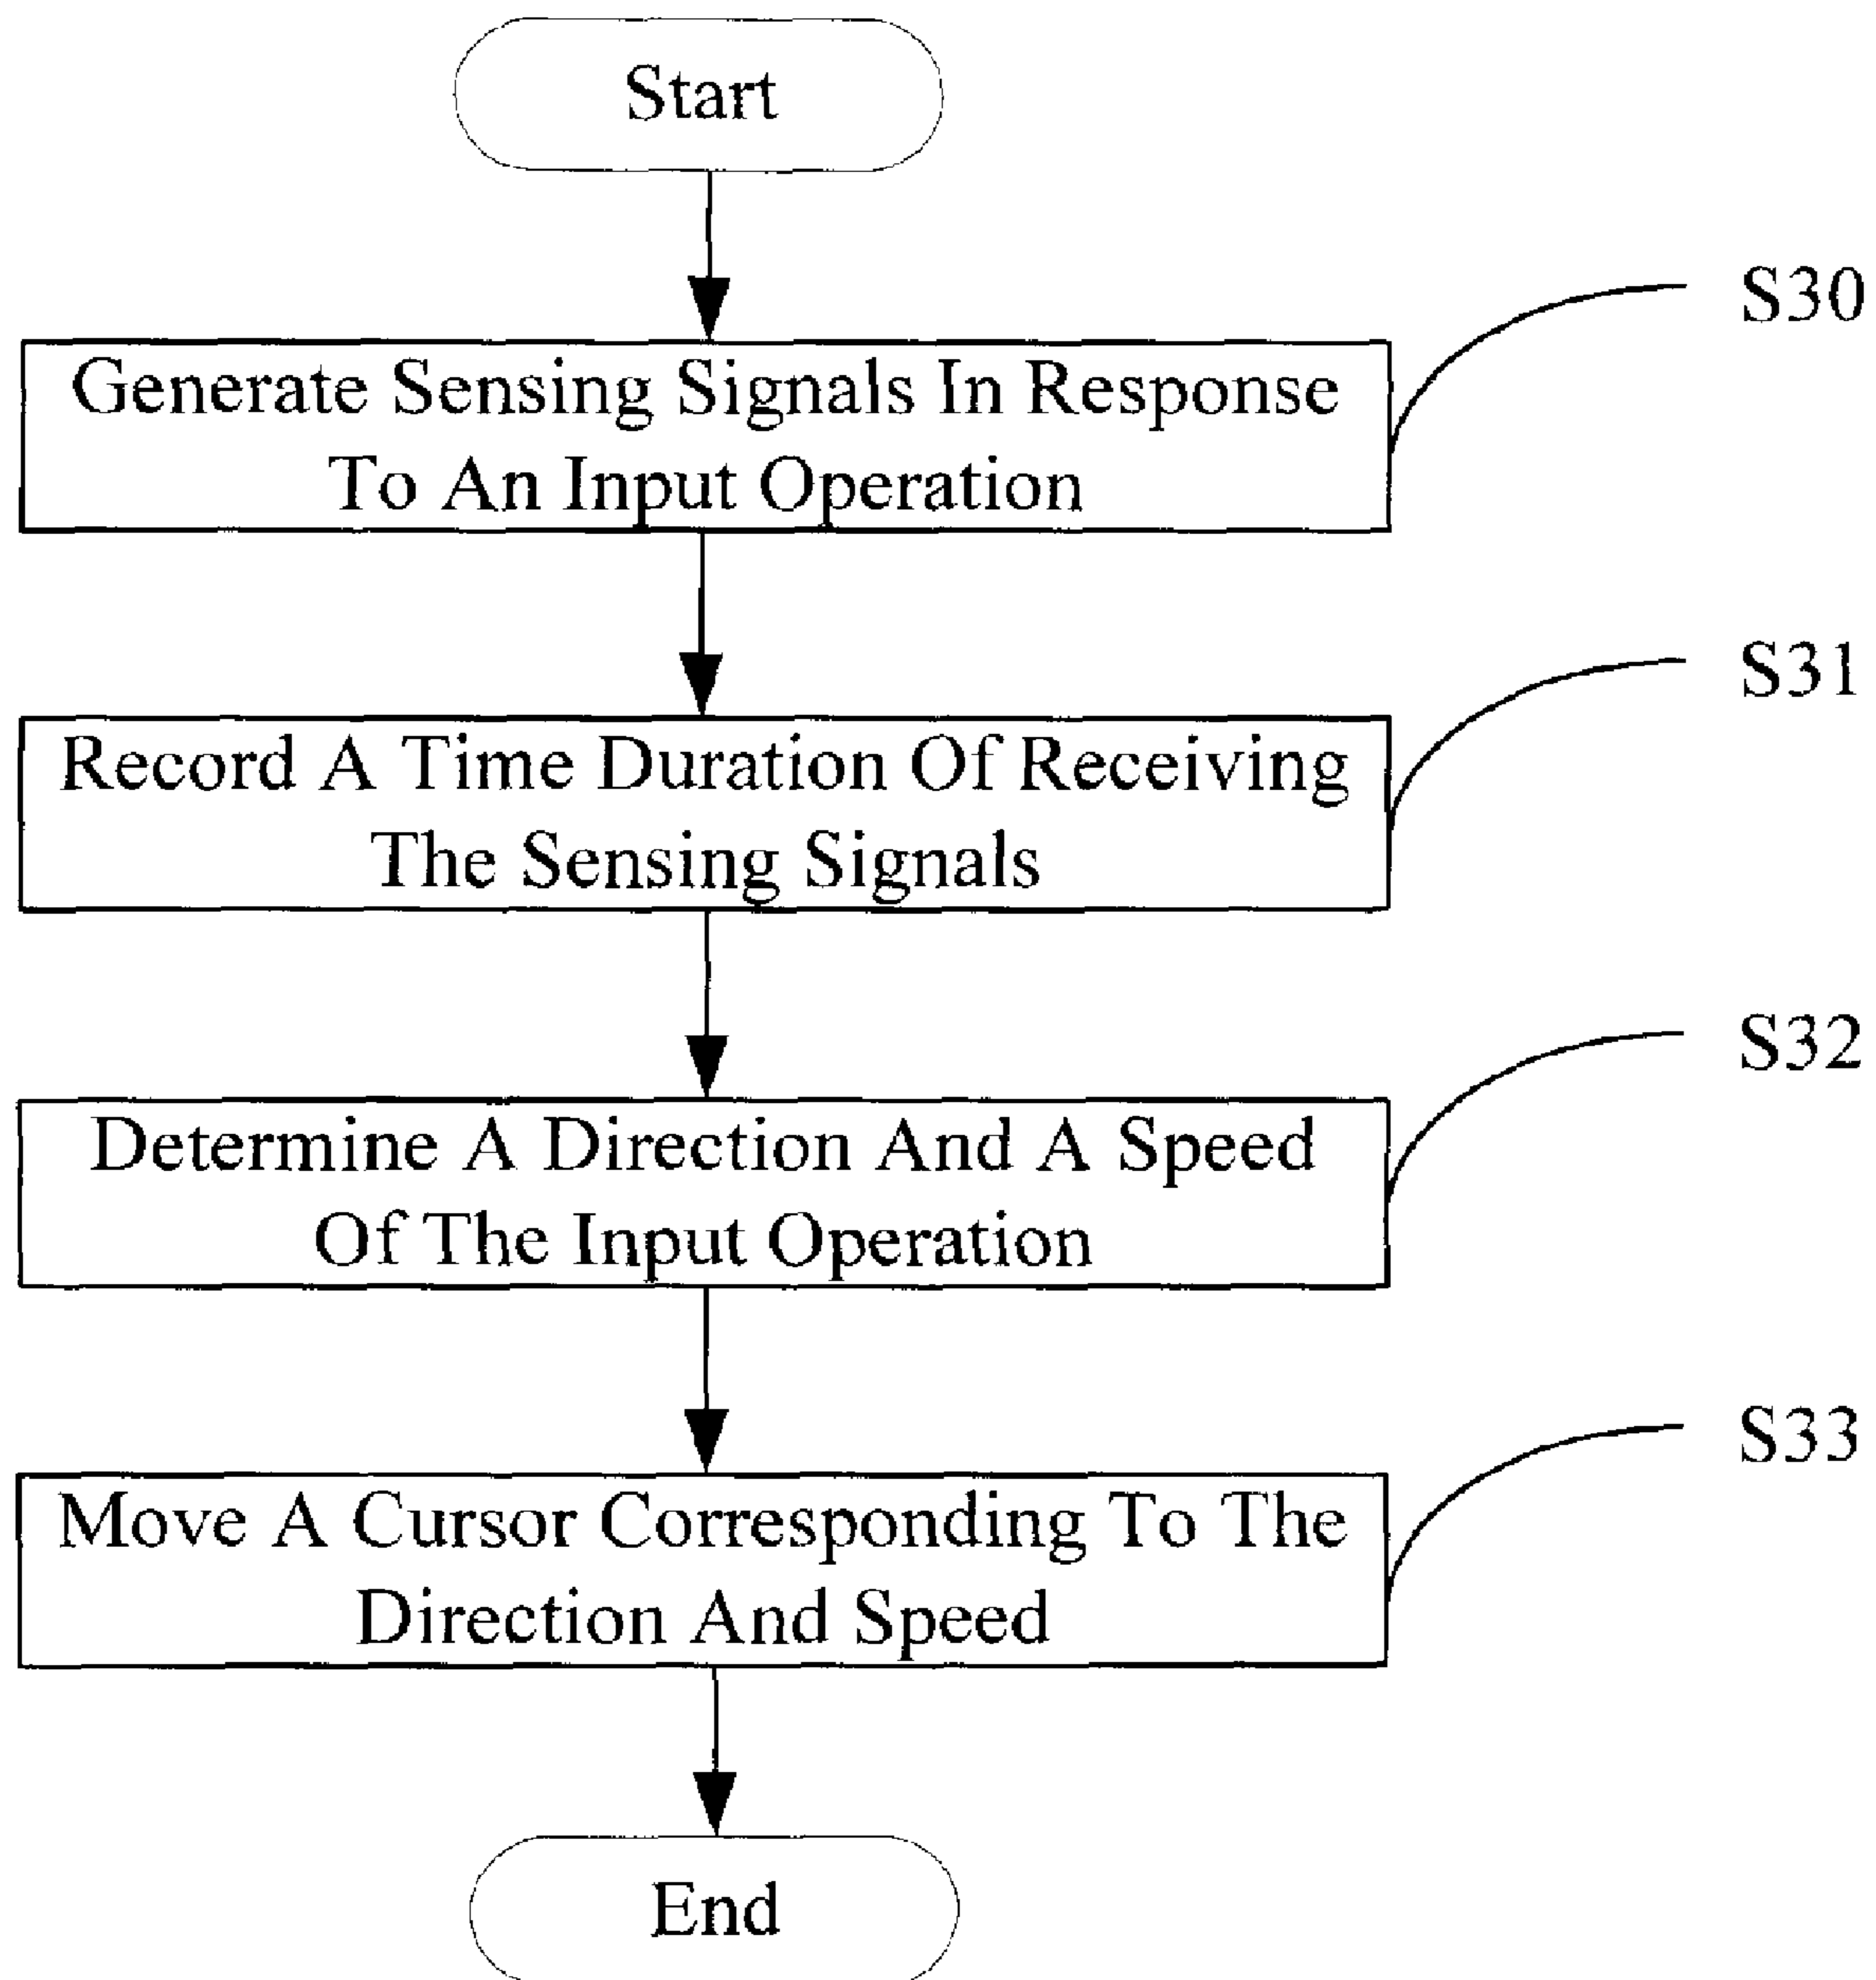 Start
S30
Generate Sensing Signals In Response
To An Input Operation
S31
Record A Time Duration Of Receiving
The Sensing Signals
S32
Determine A Direction And A Speed
Of The Input Operation
S33
Move A Cursor Corresponding To The
Direction And Speed
End